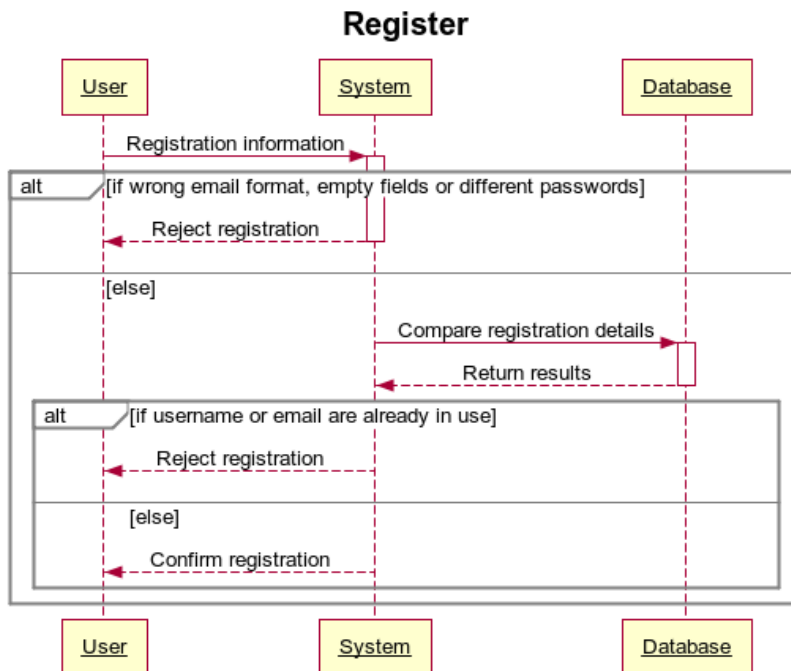 Register
User
System
Database
Registration information
alt
[if wrong email format, empty fields or different passwords]
Reject registration
[else]
Compare registration details
Return results
alt
[if username or email are already in use]
Reject registration
[else]
Confirm registration
User
System
Database